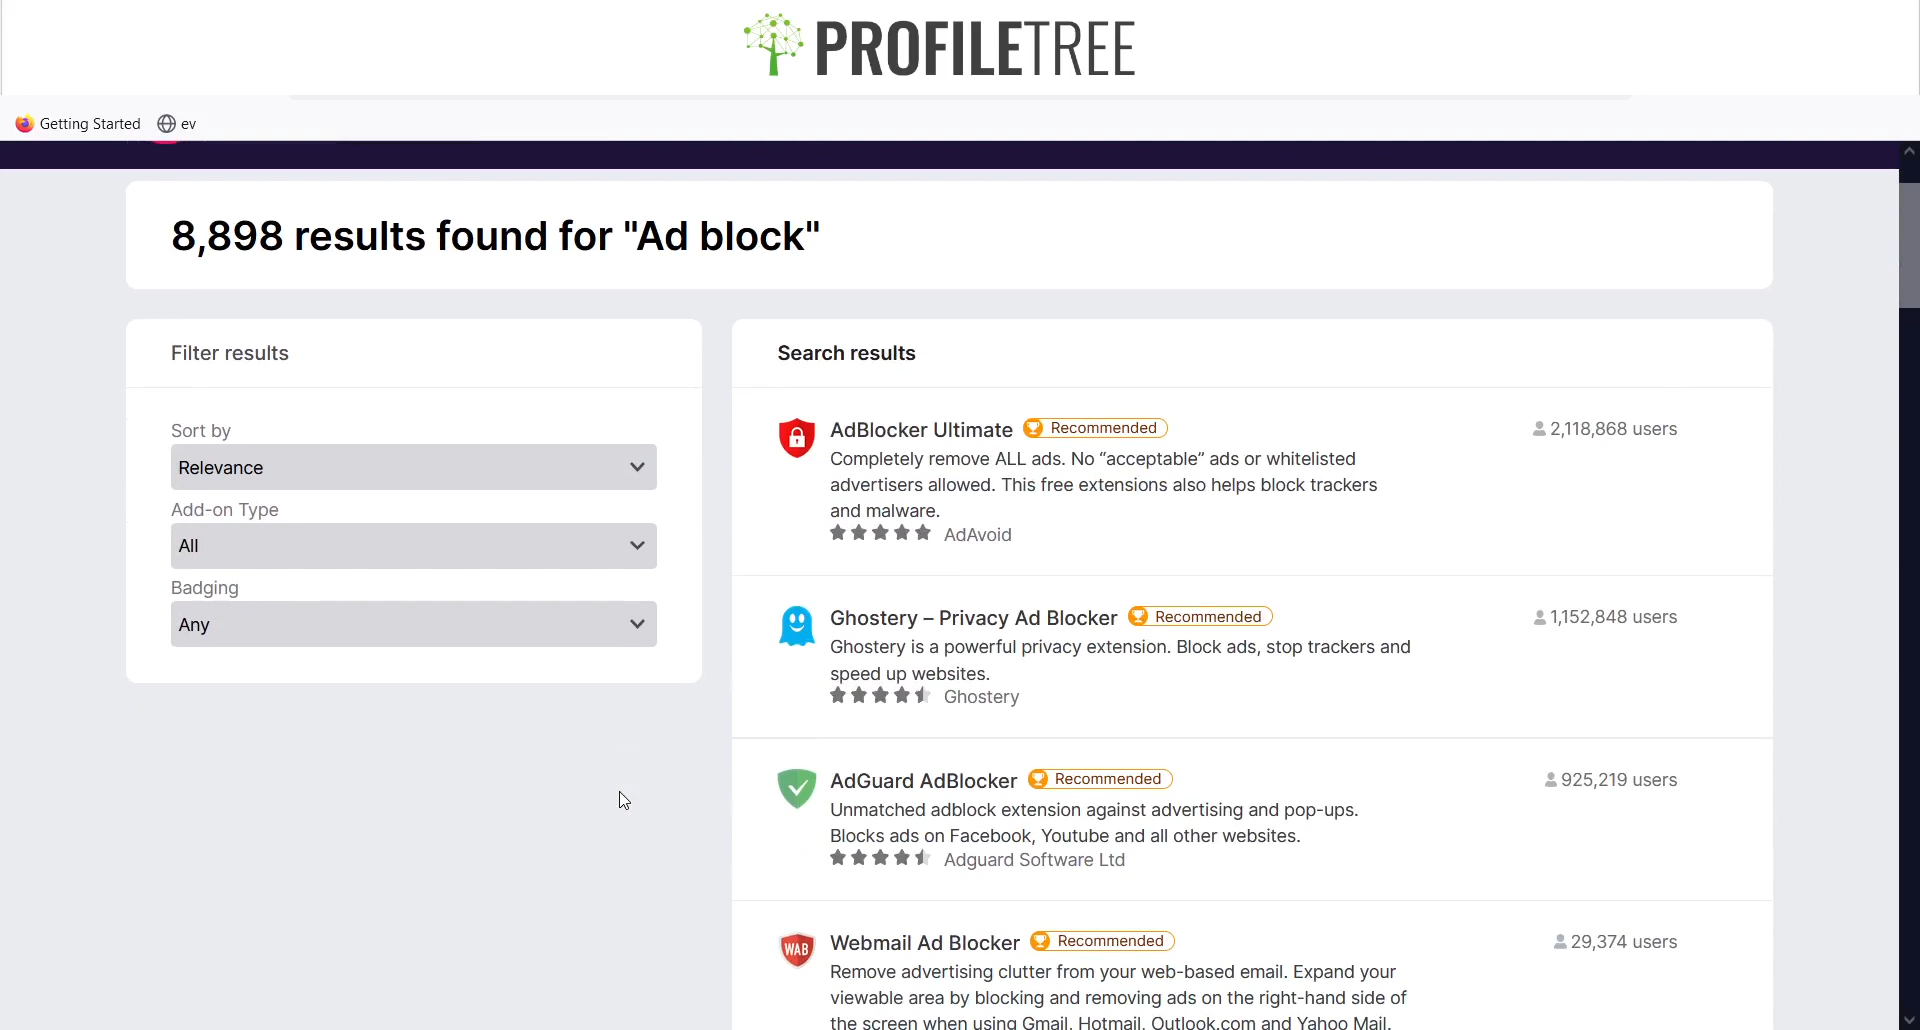 PROFILETREE
Getting Started ev
8,898 results found for "Ad block"
Filter results
Sort by
Relevance
Add-on Type
All
Badging
Any
Search results
AdBlocker Ultimate Recommended 2,118,868 users
Completely remove ALL ads. No “acceptable” ads or whitelisted
advertisers allowed. This free extensions also helps block trackers
and malware.
AdAvoid
Ghostery – Privacy Ad Blocker Recommended 1,152,848 users
Ghostery is a powerful privacy extension. Block ads, stop trackers and
speed up websites.
Ghostery
AdGuard AdBlocker Recommended 925,219 users
Unmatched adblock extension against advertising and pop-ups.
Blocks ads on Facebook, Youtube and all other websites.
Adguard Software Ltd
WAB
Webmail Ad Blocker Recommended 29,374 users
Remove advertising clutter from your web-based email. Expand your
viewable area by blocking and removing ads on the right-hand side of
the screen when using Gmail, Hotmail, Outlook.com and Yahoo Mail.